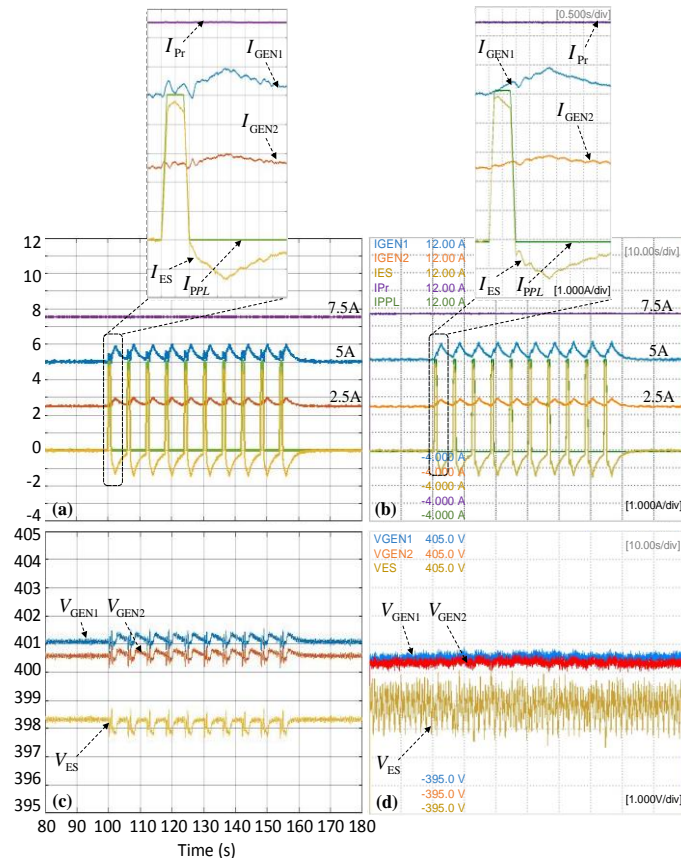 [0.500s/div]
I_Pr
I_GEN1
I_GEN2
I_ES
I_PPL
I_GEN1
I_Pr
I_GEN2
I_ES
I_PPL
[1.000A/div]
12
10
8
6
4
2
0
-2
-4
7.5A
5A
2.5A
(a)
IGEN1 12.00 A
IGEN2 12.00 A
IES 12.00 A
IPr 12.00 A
IPPL 12.00 A
[10.00s/div]
7.5A
5A
2.5A
-4.000 A
-4.000 A
-4.000 A
-4.000 A
-4.000 A
(b)
[1.000A/div]
405
404
403
402
401
400
399
398
397
396
395
V_GEN1
V_GEN2
V_ES
(c)
80 90 100 110 120 130 140 150 160 170 180
Time (s)
VGEN1 405.0 V
VGEN2 405.0 V
VES 405.0 V
[10.00s/div]
V_GEN1
V_GEN2
V_ES
-395.0 V
-395.0 V
-395.0 V
(d)
[1.000V/div]